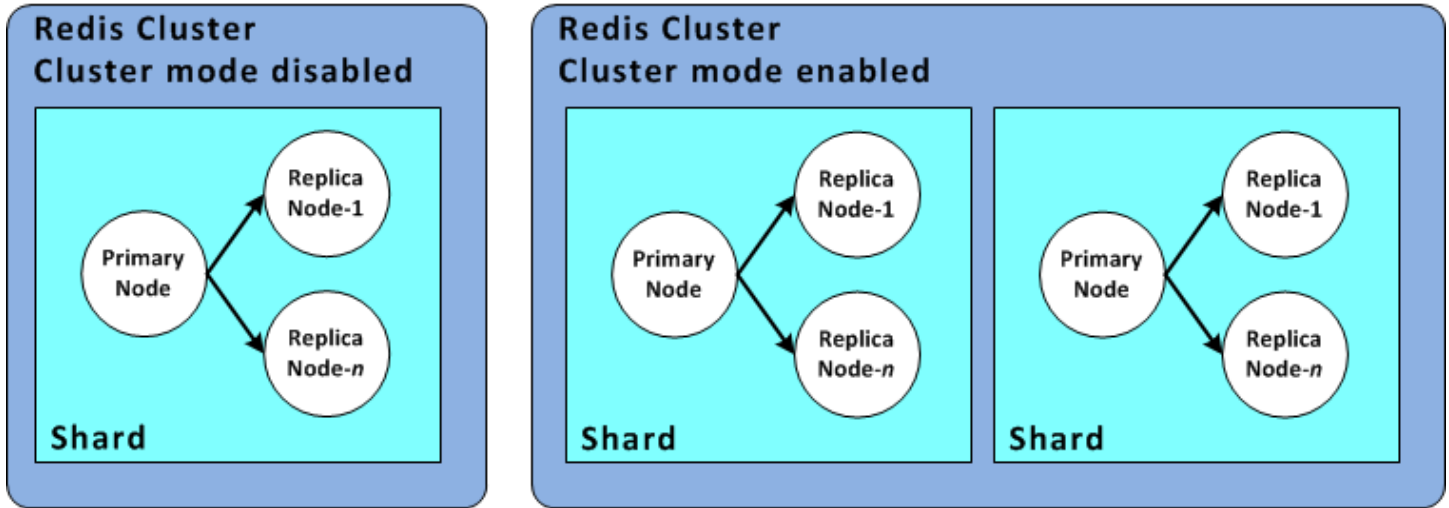 Redis Cluster
Cluster mode disabled
Replica
Node-1
Primary
Node
Replica
Node-n
Shard
Redis Cluster
Cluster mode enabled
Replica
Node-1
Primary
Node
Replica
Node-n
Shard
Replica
Node-1
Primary
Node
Replica
Node-n
Shard